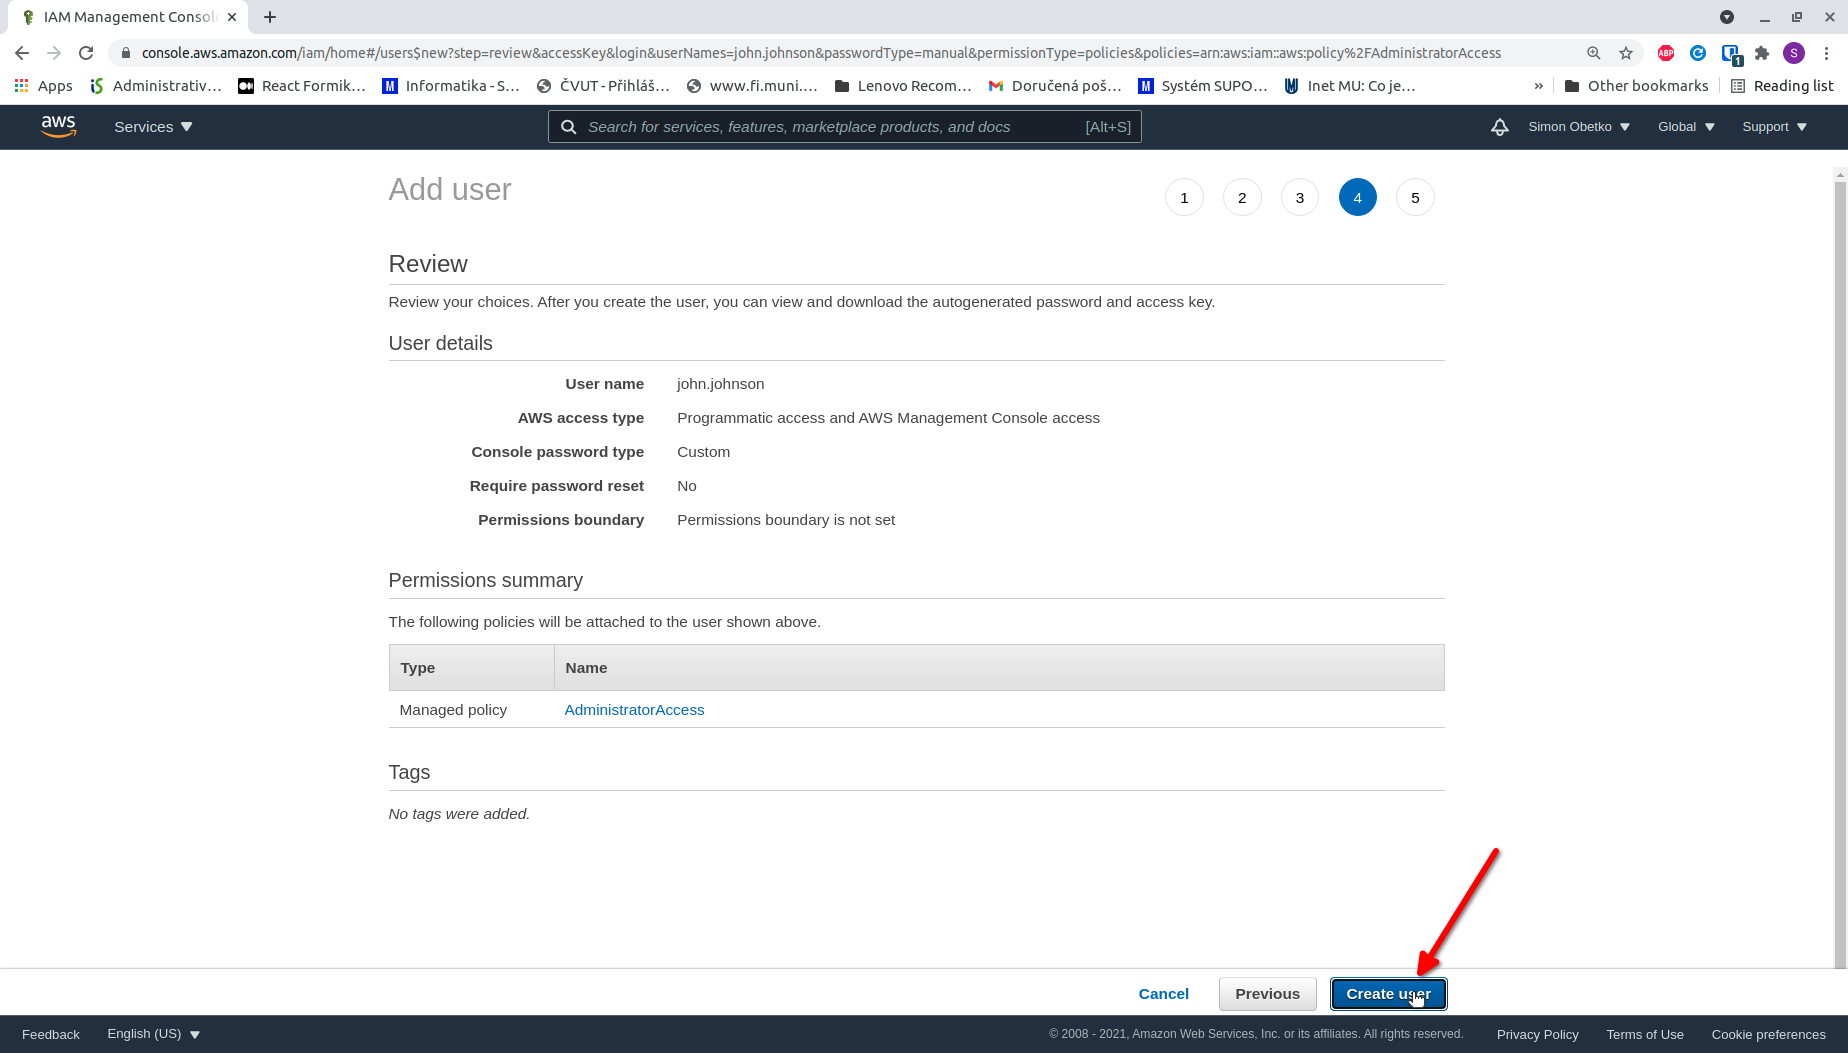 IAM Management Consol
console.aws.amazon.com/iam/home#/users$new?step=review&accessKey&login&userNames=john.johnson&passwordType=manual&permissionType=policies&policies=arn:aws:iam::aws:policy%2FAdministratorAccess
ABP
1
S
Apps
Administrativ...
React Formik...
M
Informatika - S...
ČVUT - Přihláš...
www.fi.muni....
Lenovo Recom...
Doručená poš...
M
Systém SUPO...
Inet MU: Co je...
»
Other bookmarks
Reading list
aws
Services
Search for services, features, marketplace products, and docs
[Alt+S]
Simon Obetko
Global
Support
Add user
1 2 3 4 5
Review
Review your choices. After you create the user, you can view and download the autogenerated password and access key.
User details
User name john.johnson
AWS access type Programmatic access and AWS Management Console access
Console password type Custom
Require password reset No
Permissions boundary Permissions boundary is not set
Permissions summary
The following policies will be attached to the user shown above.
Type Name
Managed policy AdministratorAccess
Tags
No tags were added.
Cancel Previous Create user
Feedback English (US) © 2008 - 2021, Amazon Web Services, Inc. or its affiliates. All rights reserved. Privacy Policy Terms of Use Cookie preferences